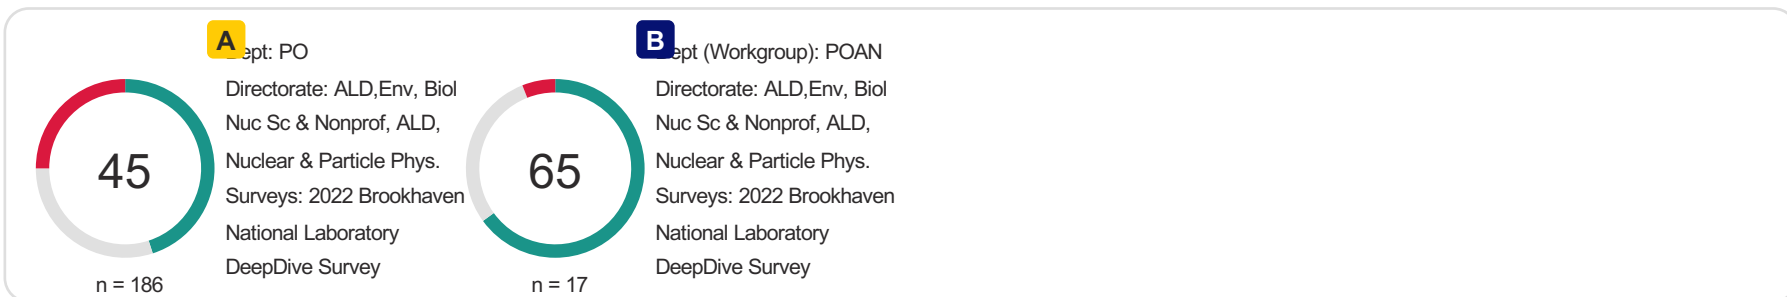 A
ept: PO
Directorate: ALD,Env, Biol
Nuc Sc & Nonprof, ALD,
Nuclear & Particle Phys.
Surveys: 2022 Brookhaven
National Laboratory
DeepDive Survey
45
n = 186
B
ept (Workgroup): POAN
Directorate: ALD,Env, Biol
Nuc Sc & Nonprof, ALD,
Nuclear & Particle Phys.
Surveys: 2022 Brookhaven
National Laboratory
DeepDive Survey
65
n = 17